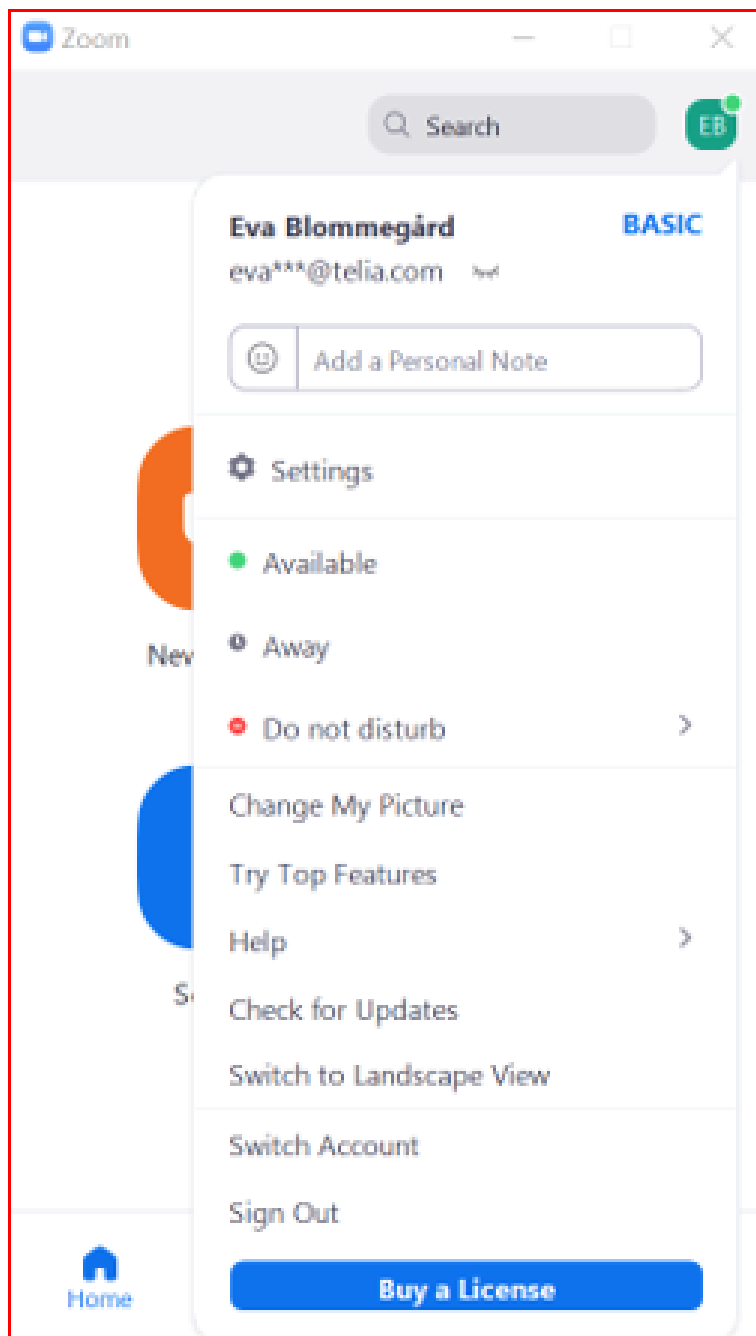 Zoom
Search
EB
Eva Blommegård
BASIC
eva***@telia.com
Add a Personal Note
Settings
Available
Away
New
Do not disturb
Change My Picture
Try Top Features
Help
Check for Updates
Switch to Landscape View
Switch Account
Sign Out
Home
Buy a License